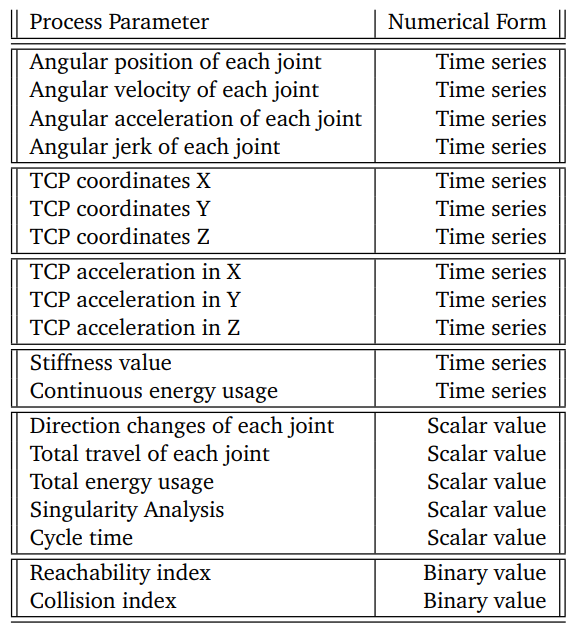 Process Parameter Numerical Form
Angular position of each joint Time series
Angular velocity of each joint Time series
Angular acceleration of each joint Time series
Angular jerk of each joint Time series
TCP coordinates X Time series
TCP coordinates Y Time series
TCP coordinates Z Time series
TCP acceleration in X Time series
TCP acceleration in Y Time series
TCP acceleration in Z Time series
Stiffness value Time series
Continuous energy usage Time series
Direction changes of each joint Scalar value
Total travel of each joint Scalar value
Total energy usage Scalar value
Singularity Analysis Scalar value
Cycle time Scalar value
Reachability index Binary value
Collision index Binary value